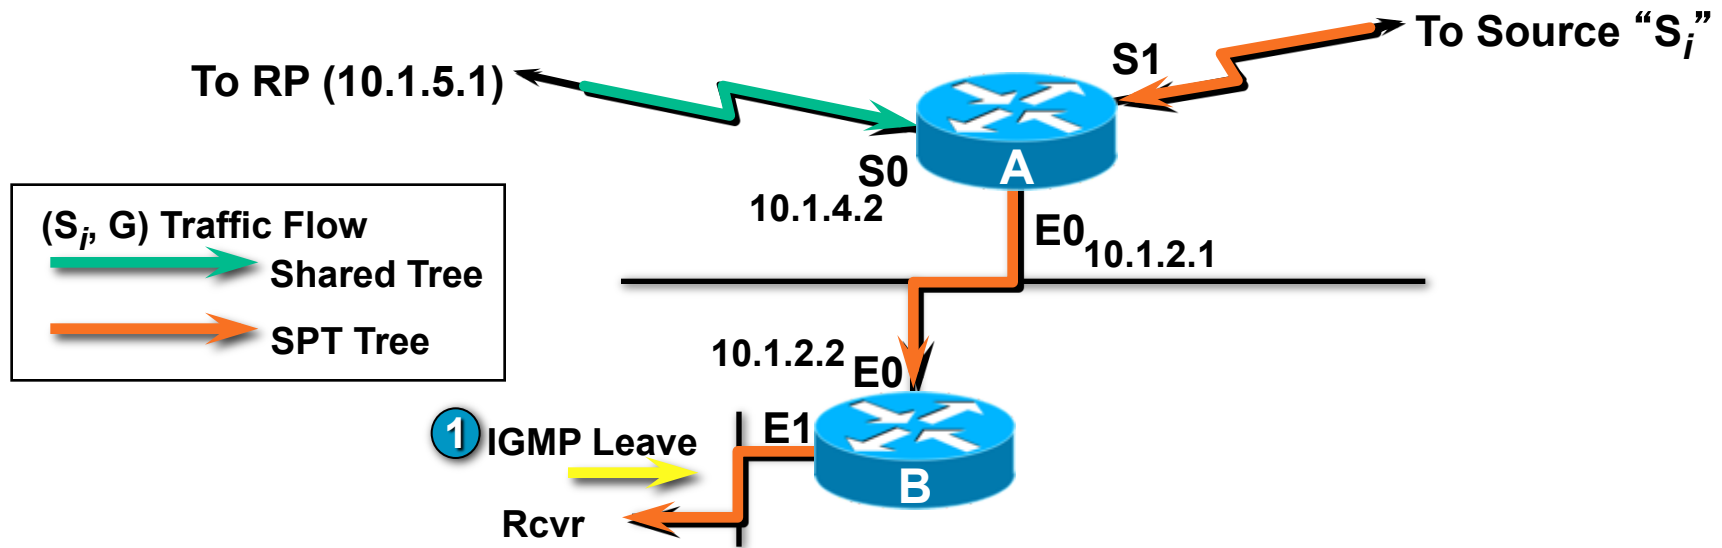 To Source “Si”
S1
To RP (10.1.5.1)
A
S0
10.1.4.2
(Si, G) Traffic Flow
Shared Tree
SPT Tree
E0
10.1.2.1
10.1.2.2
E0
1 IGMP Leave
E1
B
Rcvr